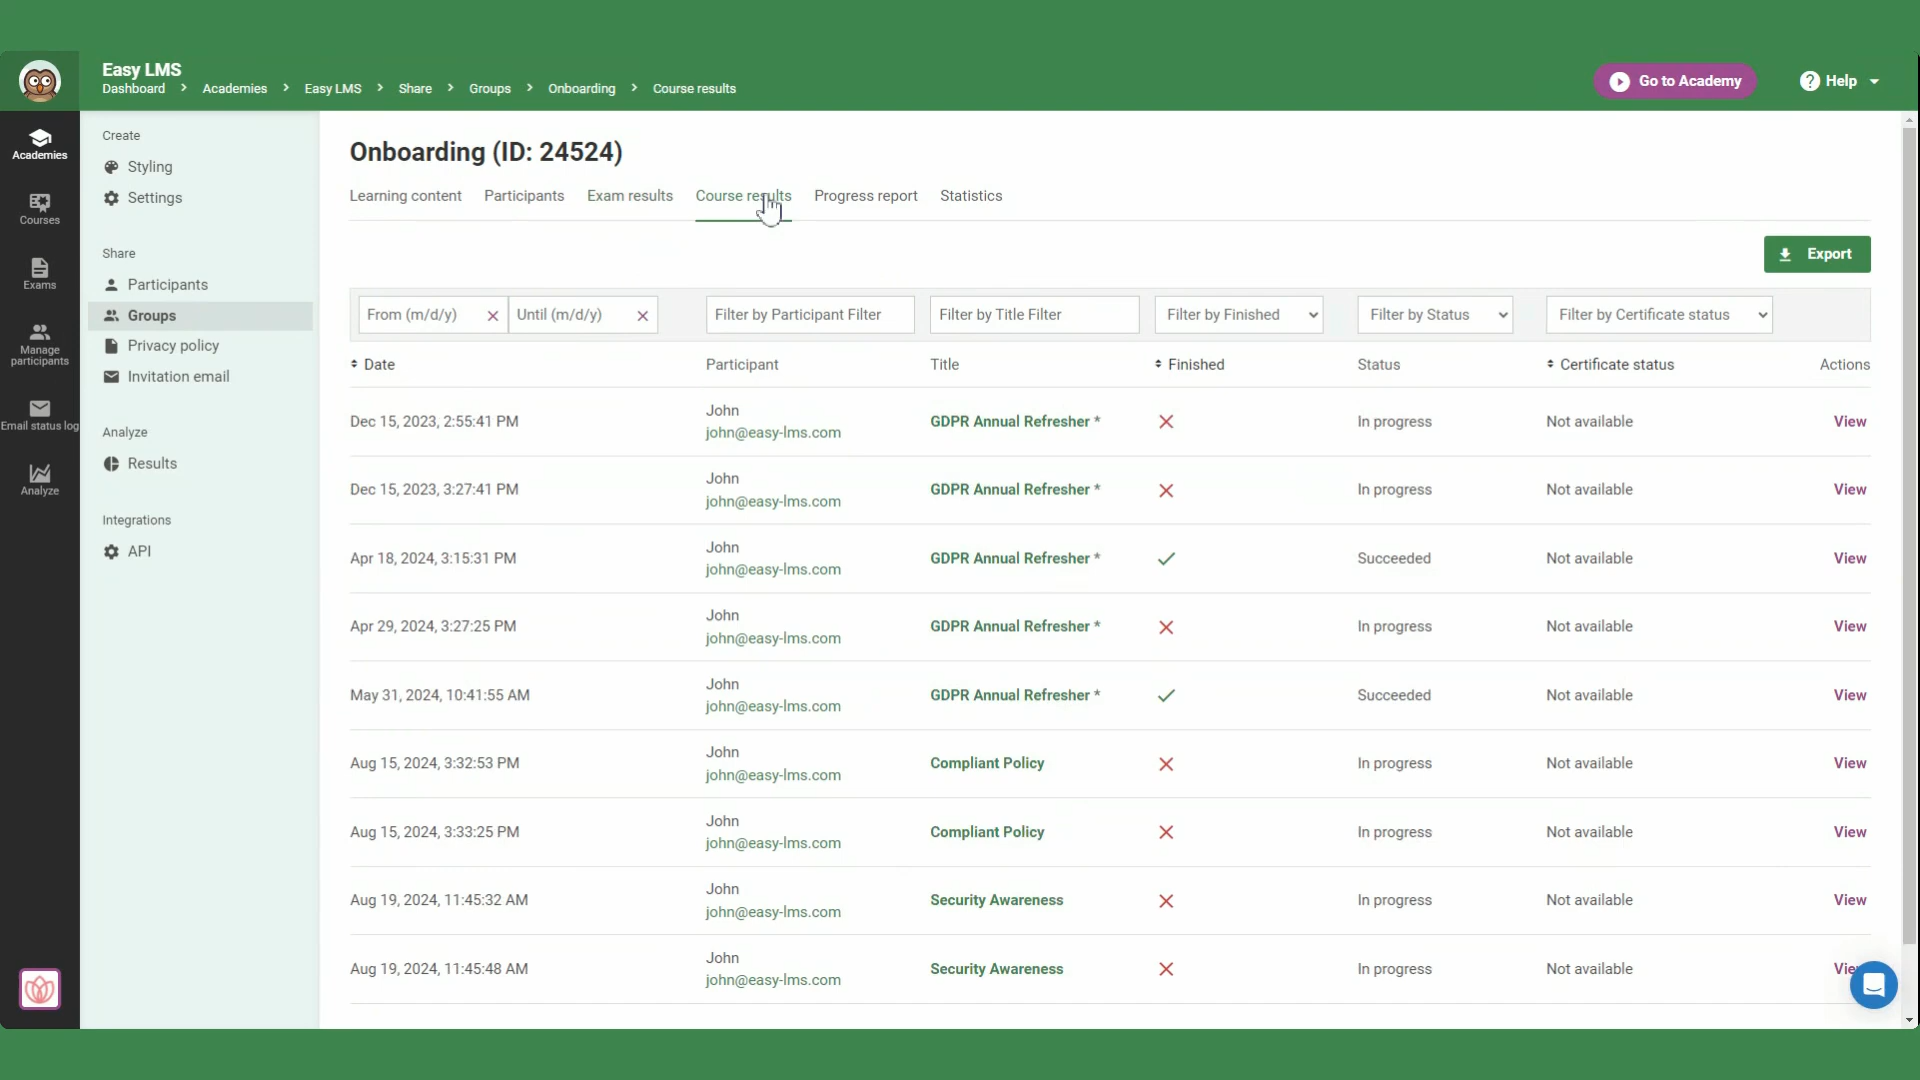 Easy LMS
Dashboard > Academies > Easy LMS > Share > Groups > Onboarding > Course results
Go to Academy
Help
Academies
Courses
Exams
Manage
participants
Email status log
Analyze
Create
Styling
Settings
Share
Participants
Groups
Privacy policy
Invitation email
Analyze
Results
Integrations
API
Onboarding (ID: 24524)
Learning content Participants Exam results Course results Progress report Statistics
Export
From (m/d/y) Until (m/d/y) Filter by Participant Filter Filter by Title Filter Filter by Finished Filter by Status Filter by Certificate status
Date Participant Title Finished Status Certificate status Actions
John
Dec 15, 2023, 2:55:41 PM GDPR Annual Refresher * In progress Not available View
john@easy-lms.com
John
Dec 15, 2023, 3:27:41 PM GDPR Annual Refresher * In progress Not available View
john@easy-lms.com
John
Apr 18, 2024, 3:15:31 PM GDPR Annual Refresher * Succeeded Not available View
john@easy-lms.com
John
Apr 29, 2024, 3:27:25 PM GDPR Annual Refresher * In progress Not available View
john@easy-lms.com
John
May 31, 2024, 10:41:55 AM GDPR Annual Refresher * Succeeded Not available View
john@easy-lms.com
John
Aug 15, 2024, 3:32:53 PM Compliant Policy In progress Not available View
john@easy-lms.com
John
Aug 15, 2024, 3:33:25 PM Compliant Policy In progress Not available View
john@easy-lms.com
John
Aug 19, 2024, 11:45:32 AM Security Awareness In progress Not available View
john@easy-lms.com
John
Aug 19, 2024, 11:45:48 AM Security Awareness In progress Not available
john@easy-lms.com